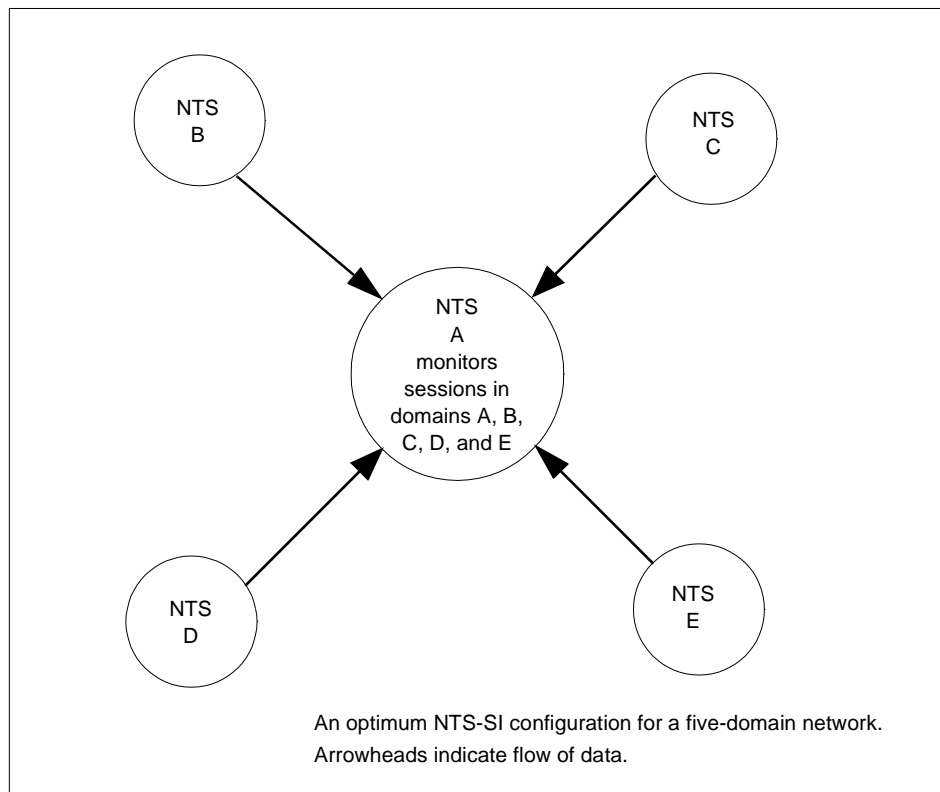 NTS
B
NTS
C
NTS
A
monitors
sessions in
domains A, B,
C, D, and E
NTS
D
NTS
E
An optimum NTS-SI configuration for a five-domain network.
Arrowheads indicate flow of data.